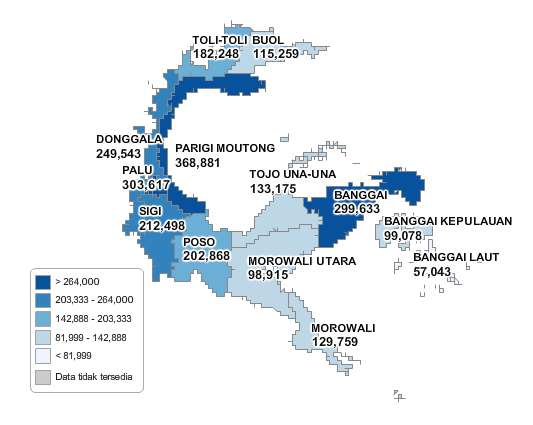 TOLI-TOLI BUOL
182,248 115,259
DONGGALA
249,543
PARIGI MOUTONG
368,881
PALU
303,617
TOJO UNA-UNA
133,175
BANGGAI
299,633
SIGI
212,498
BANGGAI KEPULAUAN
99,078
POSO
202,868
MOROWALI UTARA
98,915
BANGGAI LAUT
57,043
MOROWALI
129,759
> 264,000
203,333 - 264,000
142,888 - 203,333
81,999 - 142,888
< 81,999
Data tidak tersedia